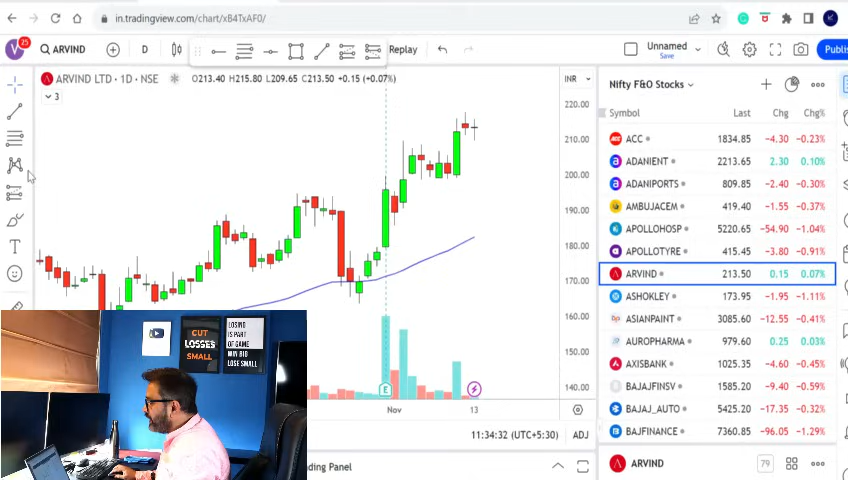 in.tradingview.com/chart/xB4TxAF0/
V 25 ARVIND D Replay Unnamed Save Publi
ARVIND LTD · 1D · NSE O213.40 H215.80 L209.65 C213.50 +0.15 (+0.07%)
3
INR
220.00
210.00
200.00
190.00
180.00
170.00
160.00
150.00
140.00
E
Nov 13
11:34:32 (UTC+5:30) ADJ
ding Panel
Nifty F&O Stocks
Symbol Last Chg Chg%
ACC 1834.85 −4.30 −0.23%
ADANIENT 2213.65 2.30 0.10%
ADANIPORTS 809.85 −2.40 −0.30%
AMBUJACEM 419.40 −1.55 −0.37%
APOLLOHOSP 5220.65 −54.90 −1.04%
APOLLOTYRE 415.45 −3.80 −0.91%
ARVIND 213.50 0.15 0.07%
ASHOKLEY 173.95 −1.95 −1.11%
ASIANPAINT 3085.60 −12.55 −0.41%
AUROPHARMA 979.60 0.25 0.03%
AXISBANK 1025.35 −4.60 −0.45%
BAJAJFINSV 1585.20 −9.40 −0.59%
BAJAJ_AUTO 5425.20 −17.35 −0.32%
BAJFINANCE 7360.85 −96.05 −1.29%
ARVIND 79
CUT
LOSSES
SMALL
LOSING
IS PART
OF GAME
WIN BIG
LOSE SMALL